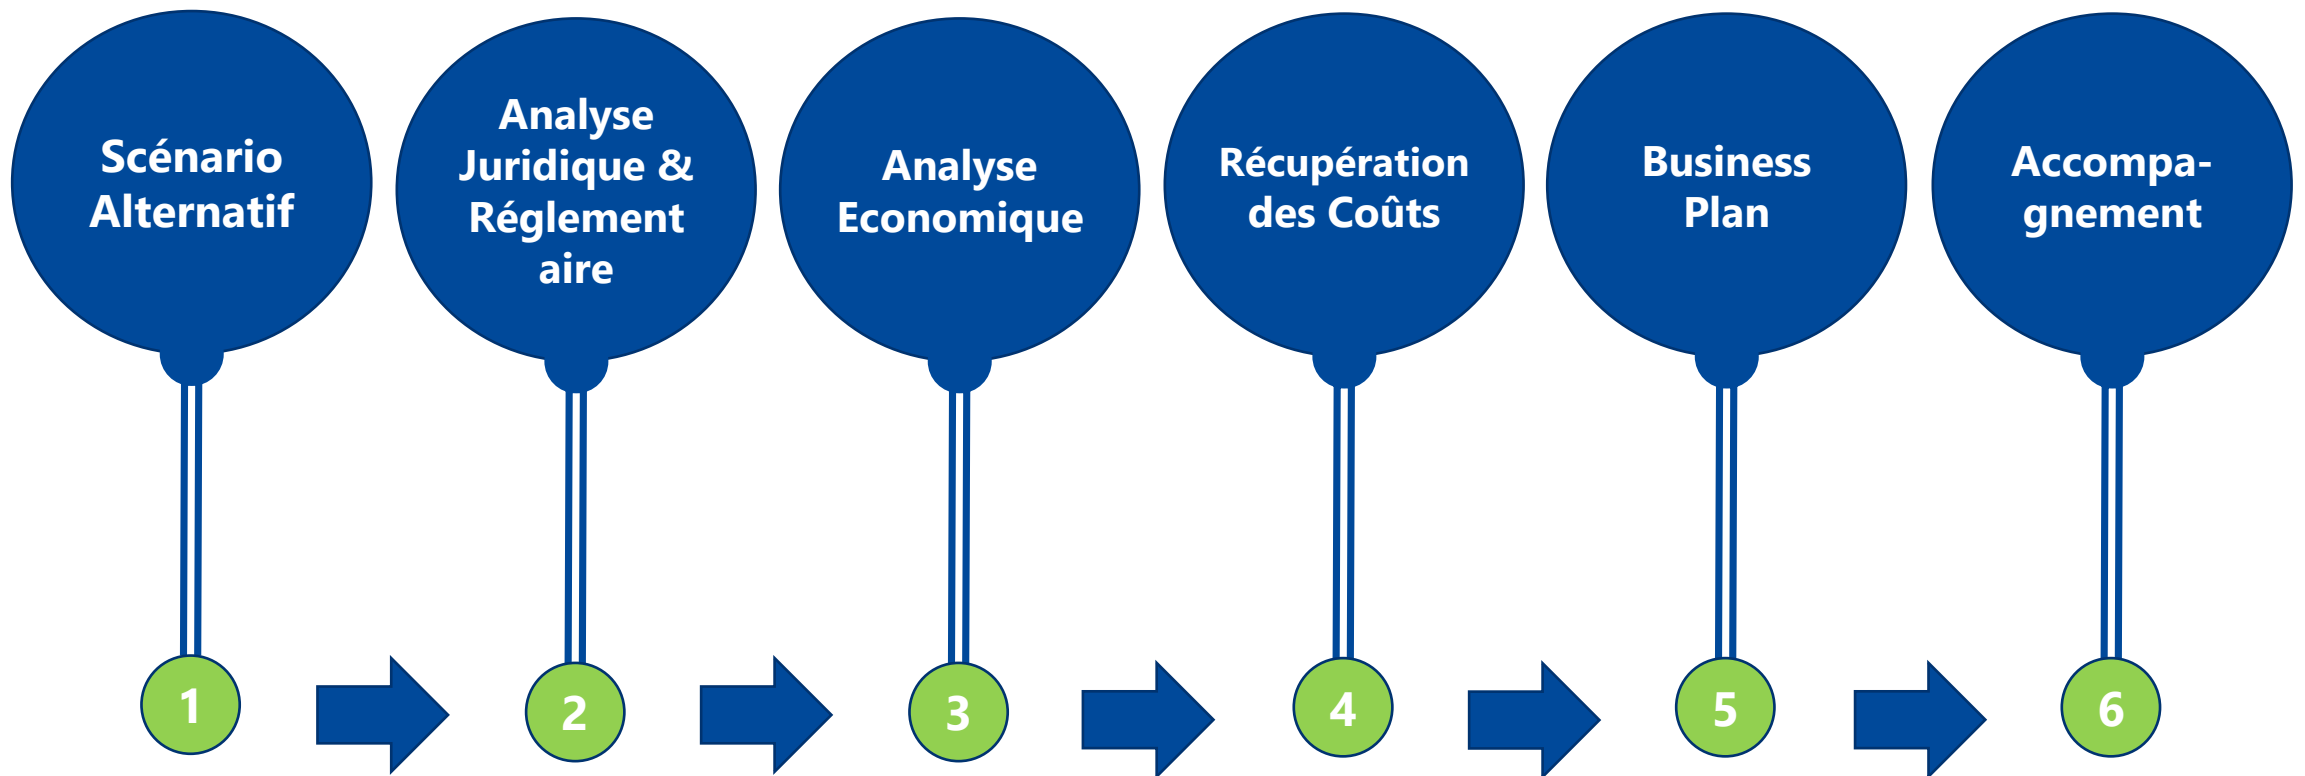 Scénario
Alternatif
Analyse
Juridique &
Réglement
aire
Analyse
Economique
Récupération
des Coûts
Business
Plan
Accompa-
gnement
1
2
3
4
5
6